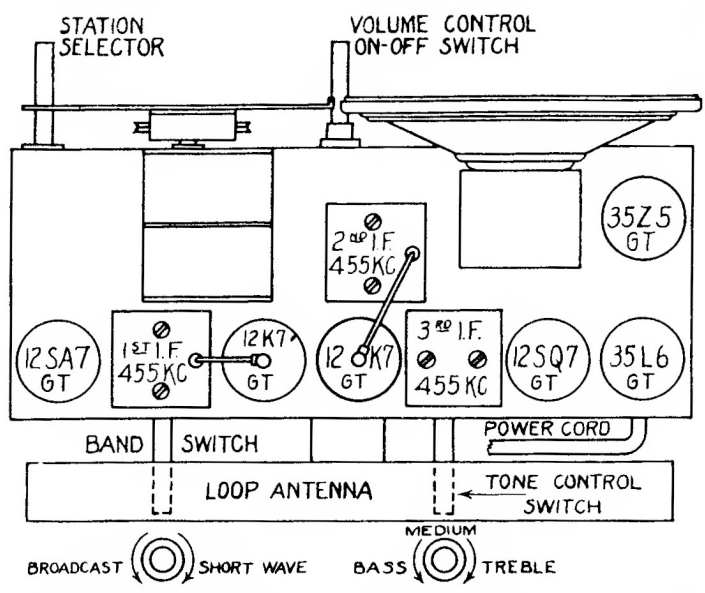 STATION
SELECTOR
VOLUME CONTROL
ON-OFF SWITCH
35Z5
GT
2ND I.F.
455KC
12SA7
GT
1ST I.F.
455KC
12K7
GT
12K7
GT
3RD I.F.
455KC
12SQ7
GT
35L6
GT
BAND SWITCH
POWER CORD
LOOP ANTENNA
TONE CONTROL
SWITCH
BROADCAST SHORT WAVE
MEDIUM
BASS TREBLE